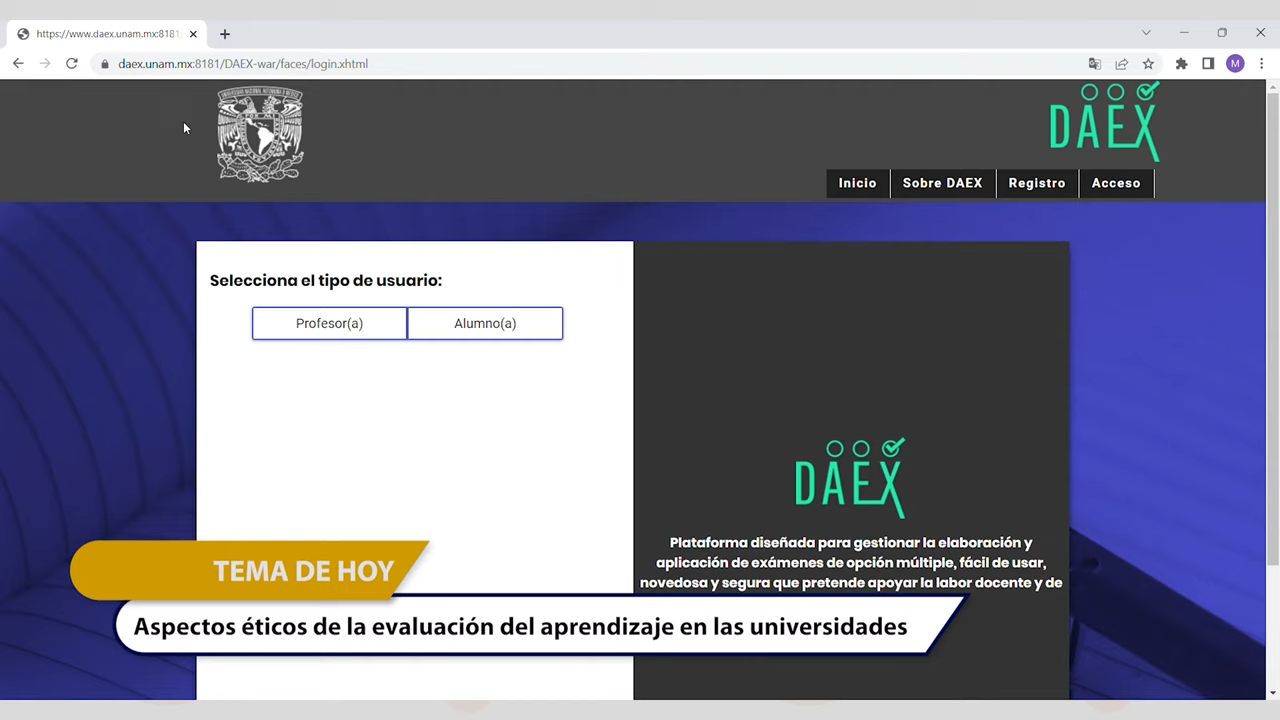 https://www.daex.unam.mx:8181
daex.unam.mx:8181/DAEX-war/faces/login.xhtml
M
DAEX
Inicio
Sobre DAEX
Registro
Acceso
Selecciona el tipo de usuario:
Profesor(a)
Alumno(a)
DAEX
Plataforma diseñada para gestionar la elaboración y
aplicación de exámenes de opción múltiple, fácil de usar,
novedosa y segura que pretende apoyar la labor docente y de
TEMA DE HOY
Aspectos éticos de la evaluación del aprendizaje en las universidades